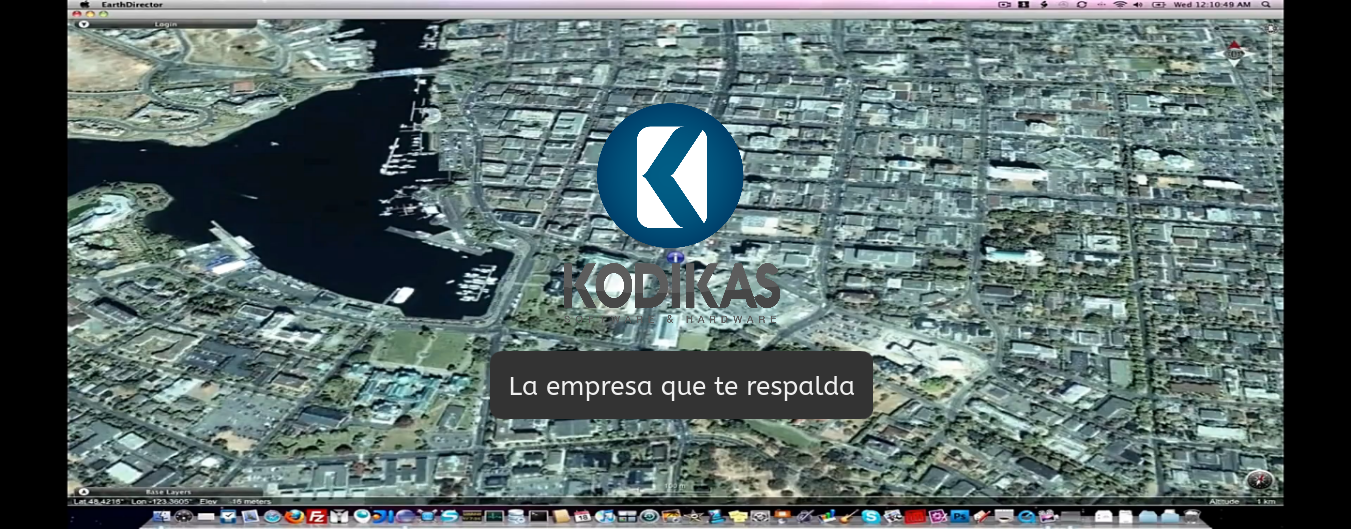 EarthDirector
Wed 12:10:49 AM
Login
KODIKAS
& HARDWARE
La empresa que te respalda
100 m
Base Layers
Lat 48.4216° Lon -123.3605° Elev -16 meters
Altitude 1 km